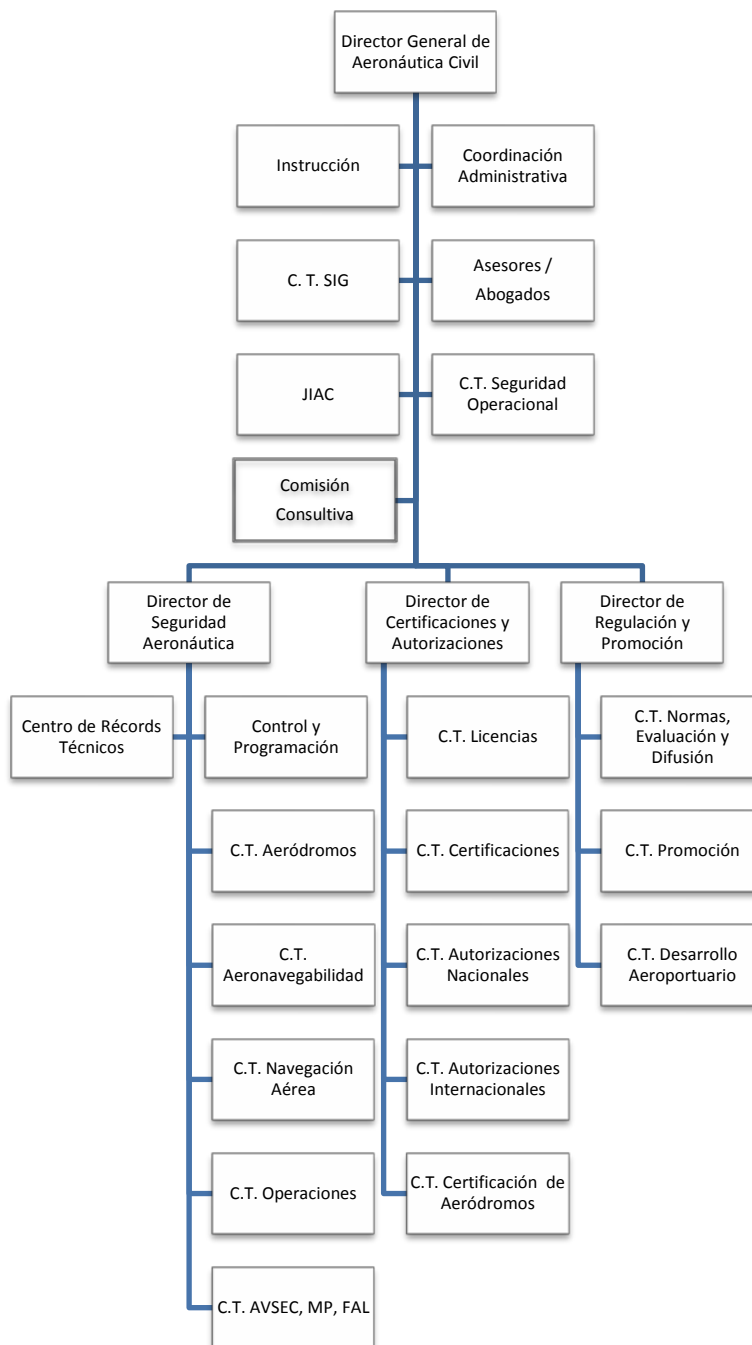 Director General de
Aeronáutica Civil
Instrucción
Coordinación
Administrativa
C. T. SIG
Asesores /
Abogados
JIAC
C.T. Seguridad
Operacional
Comisión
Consultiva
Director de
Seguridad
Aeronáutica
Director de
Certificaciones y
Autorizaciones
Director de
Regulación y
Promoción
Centro de Récords
Técnicos
Control y
Programación
C.T. Licencias
C.T. Normas,
Evaluación y
Difusión
C.T. Aeródromos
C.T. Certificaciones
C.T. Promoción
C.T.
Aeronavegabilidad
C.T. Autorizaciones
Nacionales
C.T. Desarrollo
Aeroportuario
C.T. Navegación
Aérea
C.T. Autorizaciones
Internacionales
C.T. Operaciones
C.T. Certificación de
Aeródromos
C.T. AVSEC, MP, FAL